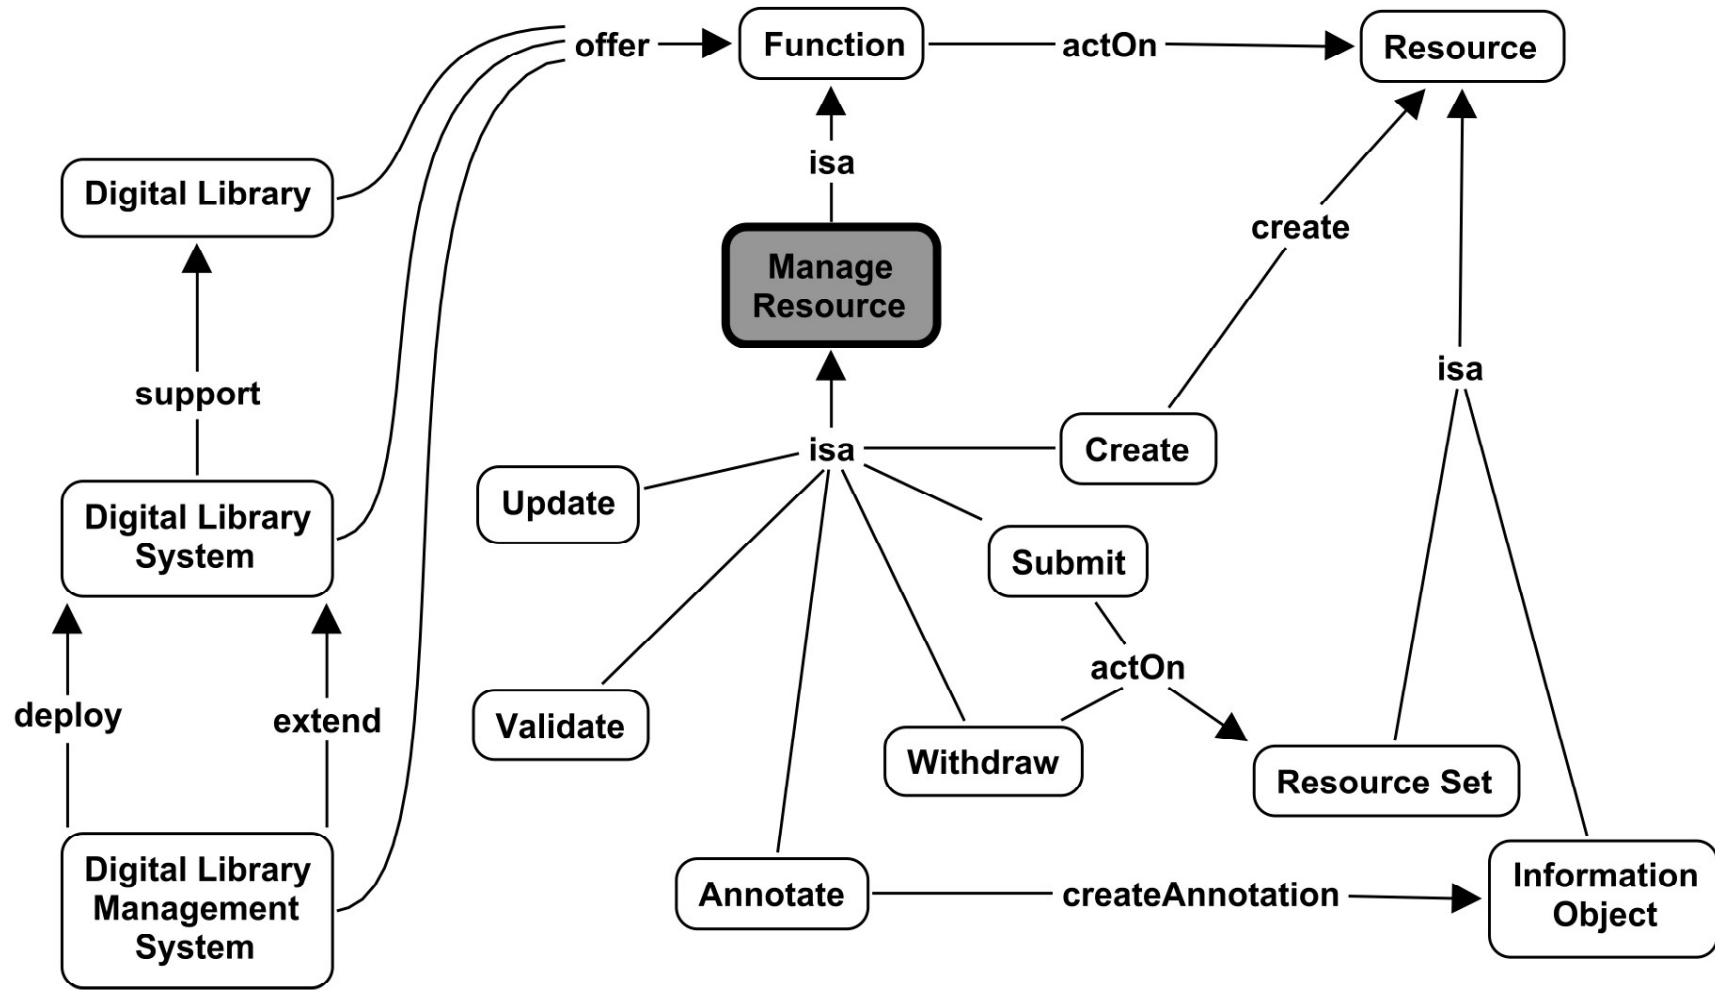 offer
Function
actOn
Resource
isa
Digital Library
create
Manage
Resource
isa
support
isa
Create
Update
Digital Library
System
Submit
actOn
deploy
extend
Validate
Withdraw
Resource Set
Digital Library
Management
System
Annotate
createAnnotation
Information
Object